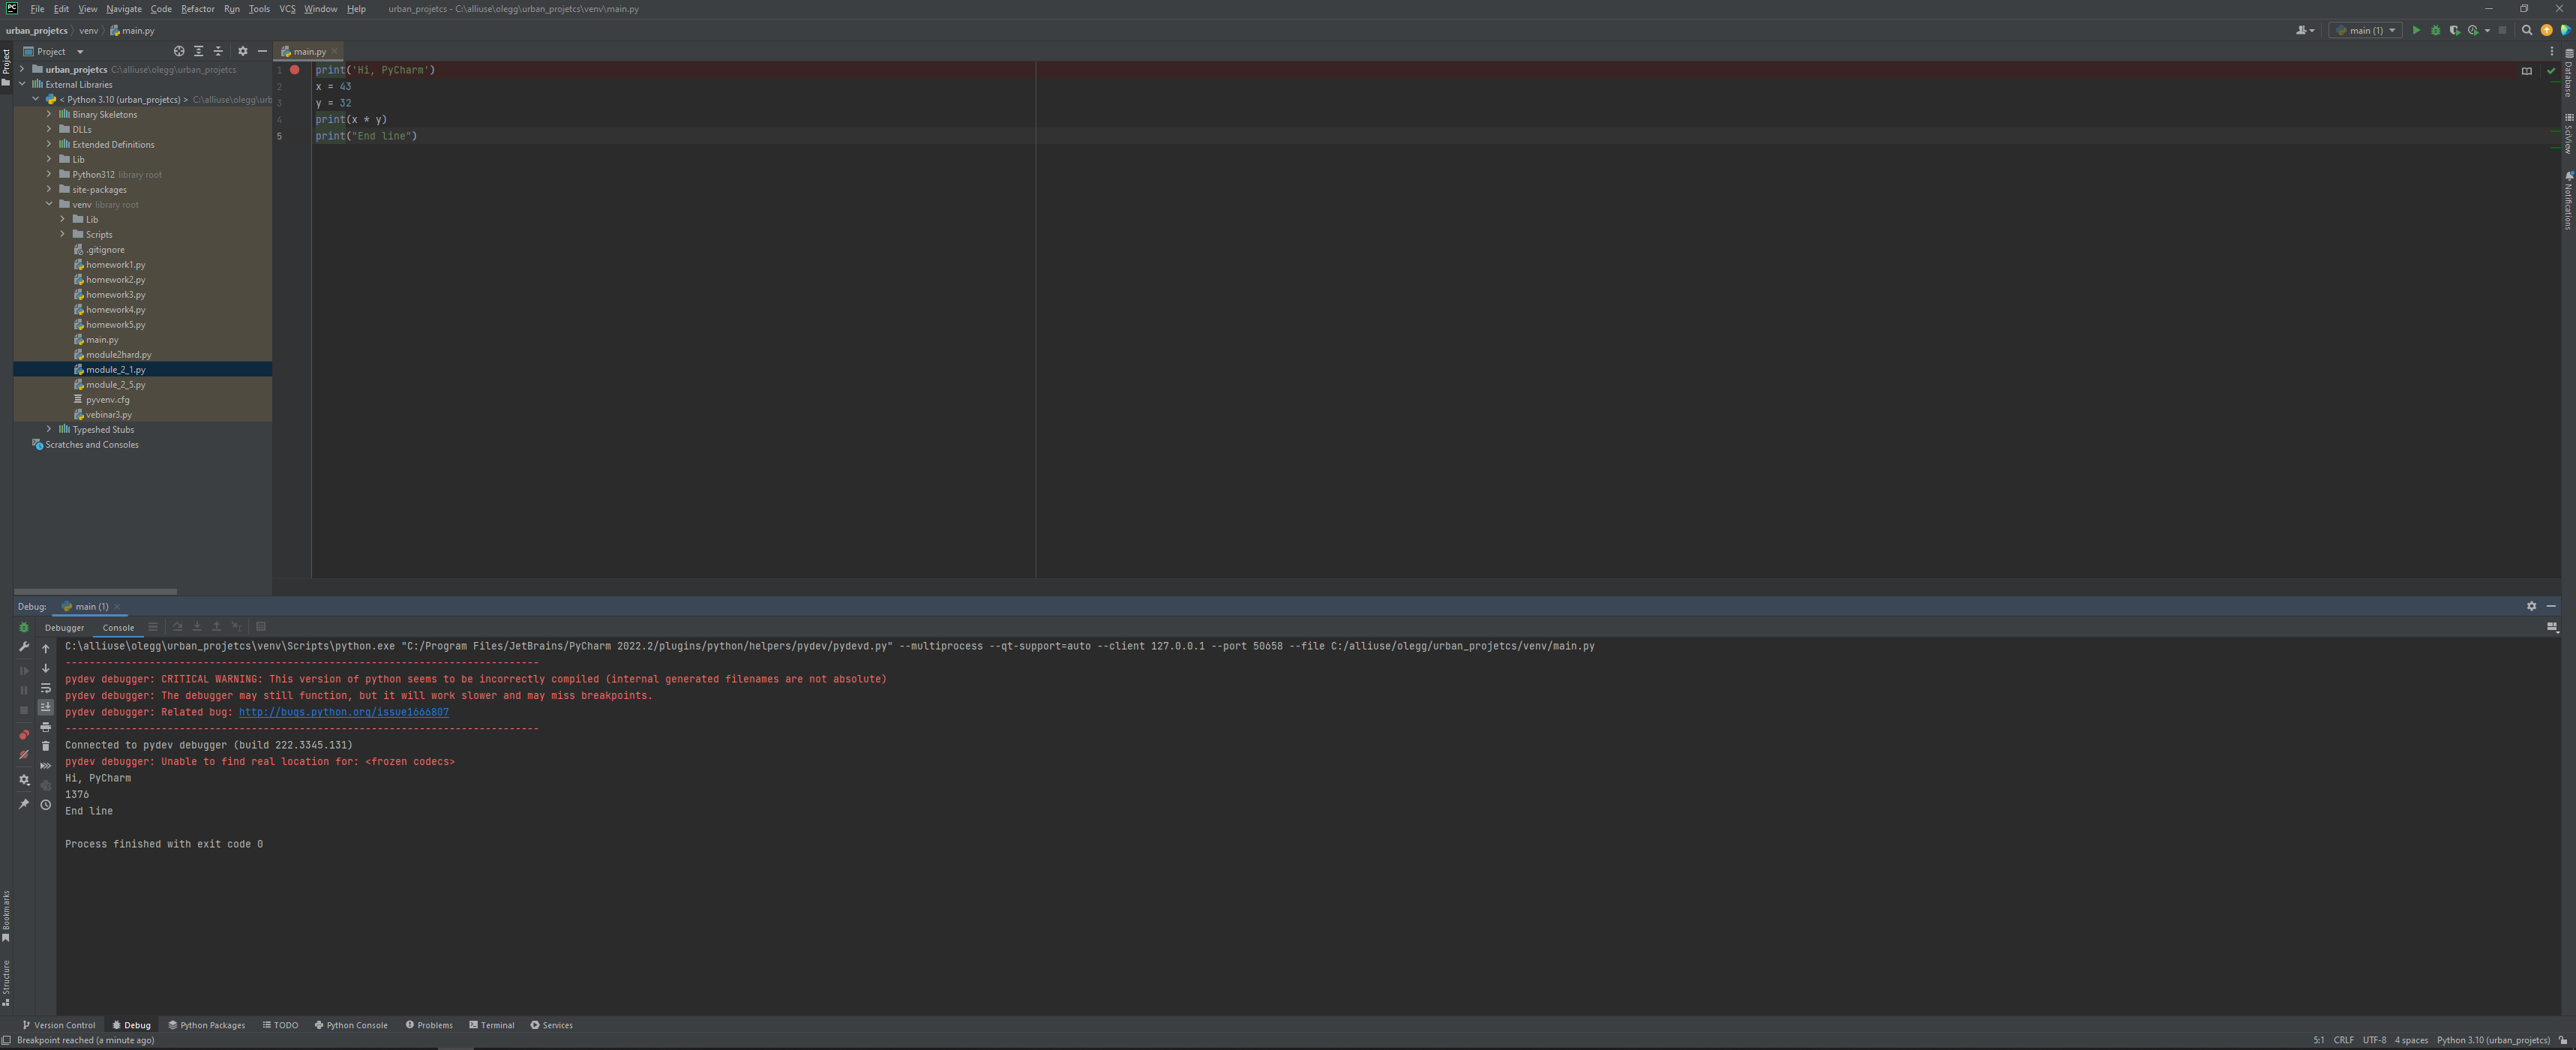 PC File Edit View Navigate Code Refactor Run Tools VCS Window Help urban_projetcs - C:\alliuse\olegg\urban_projetcs\venv\main.py
urban_projetcs venv main.py main (1)
Project main.py
Project
urban_projetcs C:\alliuse\olegg\urban_projetcs
External Libraries
< Python 3.10 (urban_projetcs) > C:\alliuse\olegg\urb
Binary Skeletons
DLLs
Extended Definitions
Lib
Python312 library root
site-packages
venv library root
Lib
Scripts
.gitignore
homework1.py
homework2.py
homework3.py
homework4.py
homework5.py
main.py
module2hard.py
module_2_1.py
module_2_5.py
pyvenv.cfg
vebinar3.py
Typeshed Stubs
Scratches and Consoles
1 print('Hi, PyCharm')
2 x = 43
3 y = 32
4 print(x * y)
5 print("End line")
Database
SciView
Notifications
Debug: main (1)
Debugger Console
C:\alliuse\olegg\urban_projetcs\venv\Scripts\python.exe "C:/Program Files/JetBrains/PyCharm 2022.2/plugins/python/helpers/pydev/pydevd.py" --multiprocess --qt-support=auto --client 127.0.0.1 --port 50658 --file C:/alliuse/olegg/urban_projetcs/venv/main.py
-------------------------------------------------------------------------------
pydev debugger: CRITICAL WARNING: This version of python seems to be incorrectly compiled (internal generated filenames are not absolute)
pydev debugger: The debugger may still function, but it will work slower and may miss breakpoints.
pydev debugger: Related bug: http://bugs.python.org/issue1666807
-------------------------------------------------------------------------------
Connected to pydev debugger (build 222.3345.131)
pydev debugger: Unable to find real location for: <frozen codecs>
Hi, PyCharm
1376
End line
Process finished with exit code 0
Bookmarks
Structure
Version Control Debug Python Packages TODO Python Console Problems Terminal Services
Breakpoint reached (a minute ago) 5:1 CRLF UTF-8 4 spaces Python 3.10 (urban_projetcs)